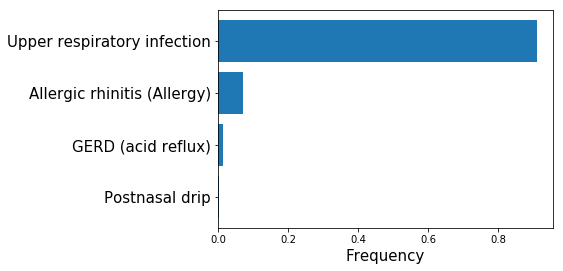 Upper respiratory infection
Allergic rhinitis (Allergy)
GERD (acid reflux)
Postnasal drip
0.0 0.2 0.4 0.6 0.8
Frequency